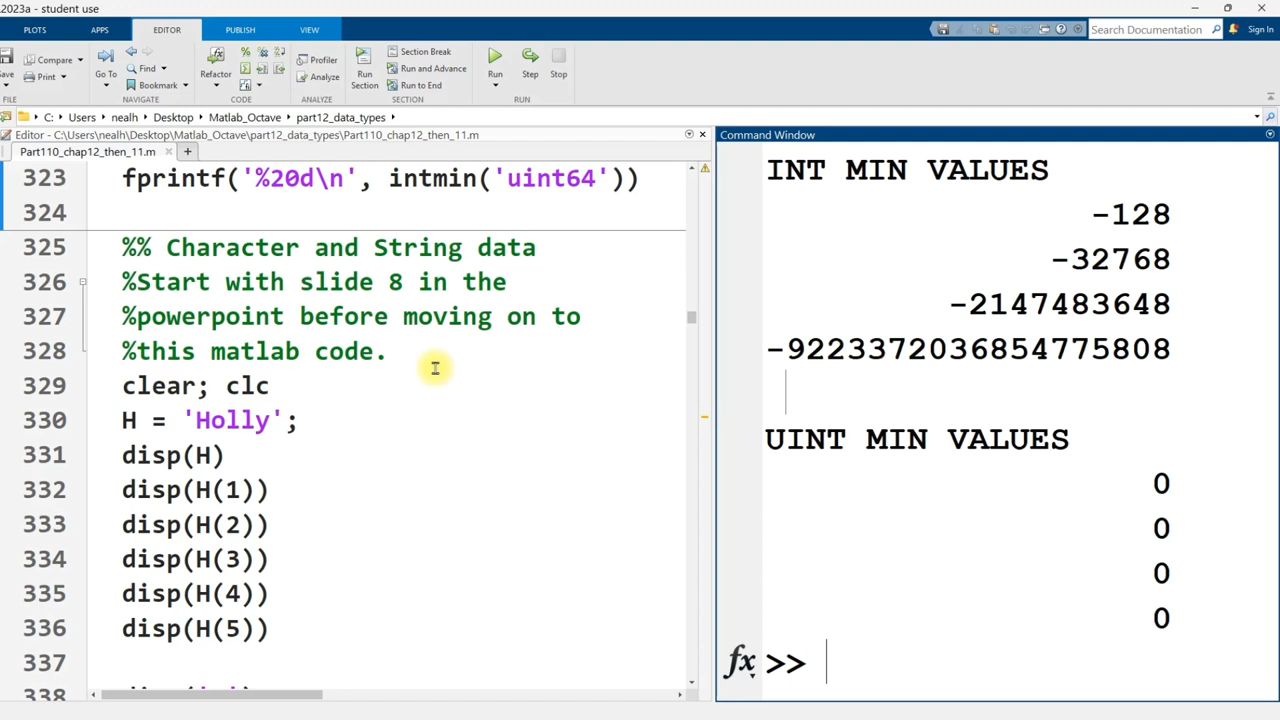 2023a - student use
PLOTS APPS EDITOR PUBLISH VIEW
Search Documentation Sign In
Compare Go To Find Refactor Profiler Section Break Run Step Stop
Save Print Bookmark Analyze Run Section Run and Advance
Run to End
FILE NAVIGATE CODE ANALYZE SECTION RUN
C: Users nealh Desktop Matlab_Octave part12_data_types
Editor - C:\Users\nealh\Desktop\Matlab_Octave\part12_data_types\Part110_chap12_then_11.m
Part110_chap12_then_11.m +
323 fprintf('%20d\n', intmin('uint64'))
324
325 %% Character and String data
326 %Start with slide 8 in the
327 %powerpoint before moving on to
328 %this matlab code.
329 clear; clc
330 H = 'Holly';
331 disp(H)
332 disp(H(1))
333 disp(H(2))
334 disp(H(3))
335 disp(H(4))
336 disp(H(5))
337
338
Command Window
INT MIN VALUES
-128
-32768
-2147483648
-9223372036854775808
UINT MIN VALUES
0
0
0
0
fx >>